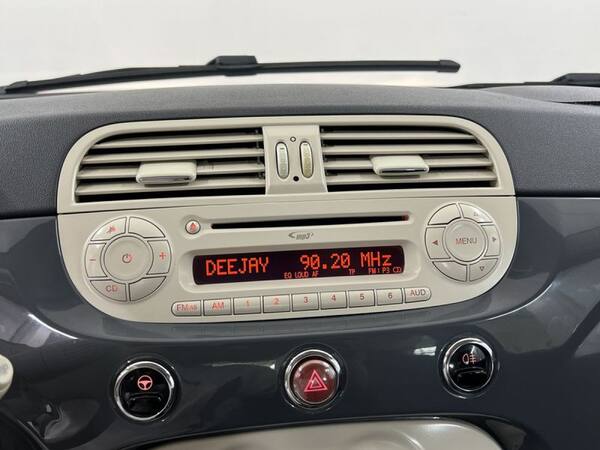 mp3
DEEJAY 90.20 MHz
EQ LOUD AF TP FM1 P3 CD
MENU
CD
FM AS AM 1 2 3 4 5 6 AUD